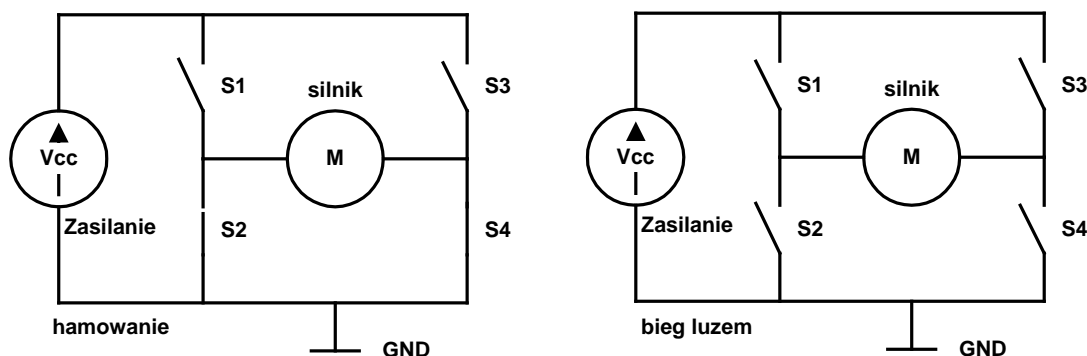 S1
silnik
S3
Vcc
M
Zasilanie
S2
S4
hamowanie
GND
S1
silnik
S3
Vcc
M
Zasilanie
S2
S4
bieg luzem
GND